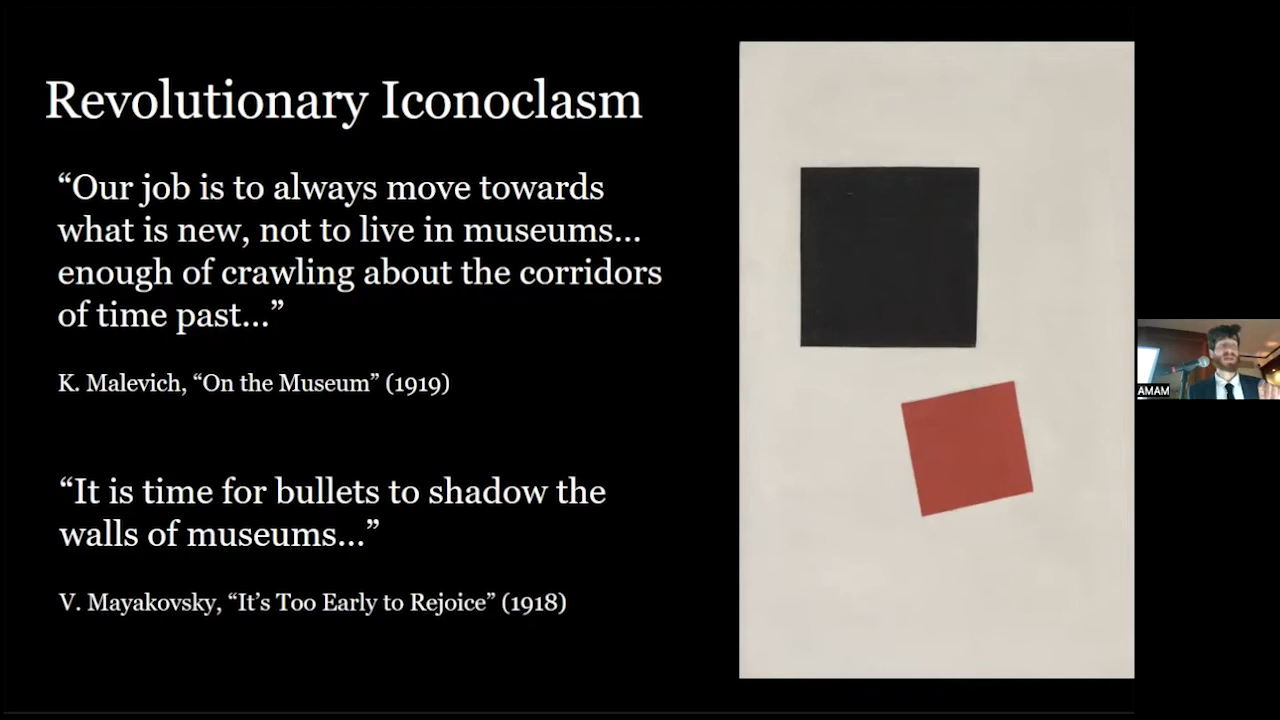 Revolutionary Iconoclasm
“Our job is to always move towards
what is new, not to live in museums...
enough of crawling about the corridors
of time past...”
K. Malevich, “On the Museum” (1919)
“It is time for bullets to shadow the
walls of museums...”
V. Mayakovsky, “It’s Too Early to Rejoice” (1918)
AMAM